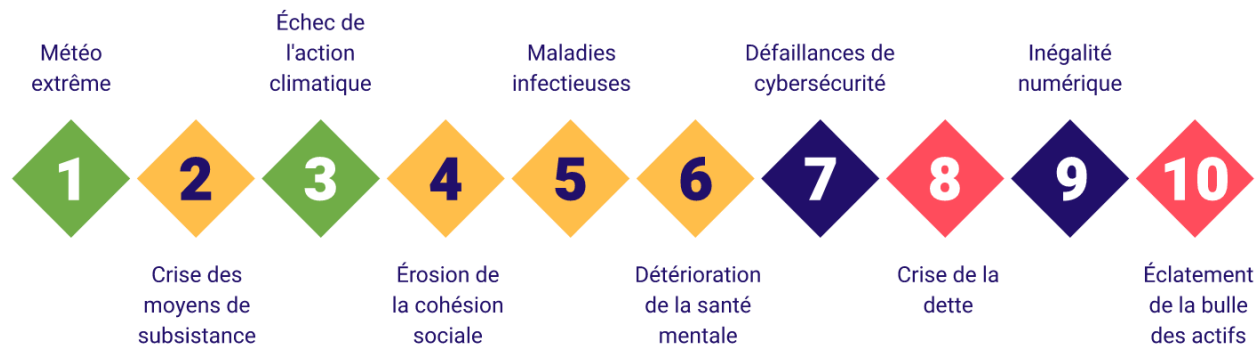 Météo
extrême
1
Crise des
moyens de
subsistance
2
Échec de
l'action
climatique
3
Érosion de
la cohésion
sociale
4
Maladies
infectieuses
5
Détérioration
de la santé
mentale
6
Défaillances de
cybersécurité
7
Crise de la
dette
8
Inégalité
numérique
9
Éclatement
de la bulle
des actifs
10